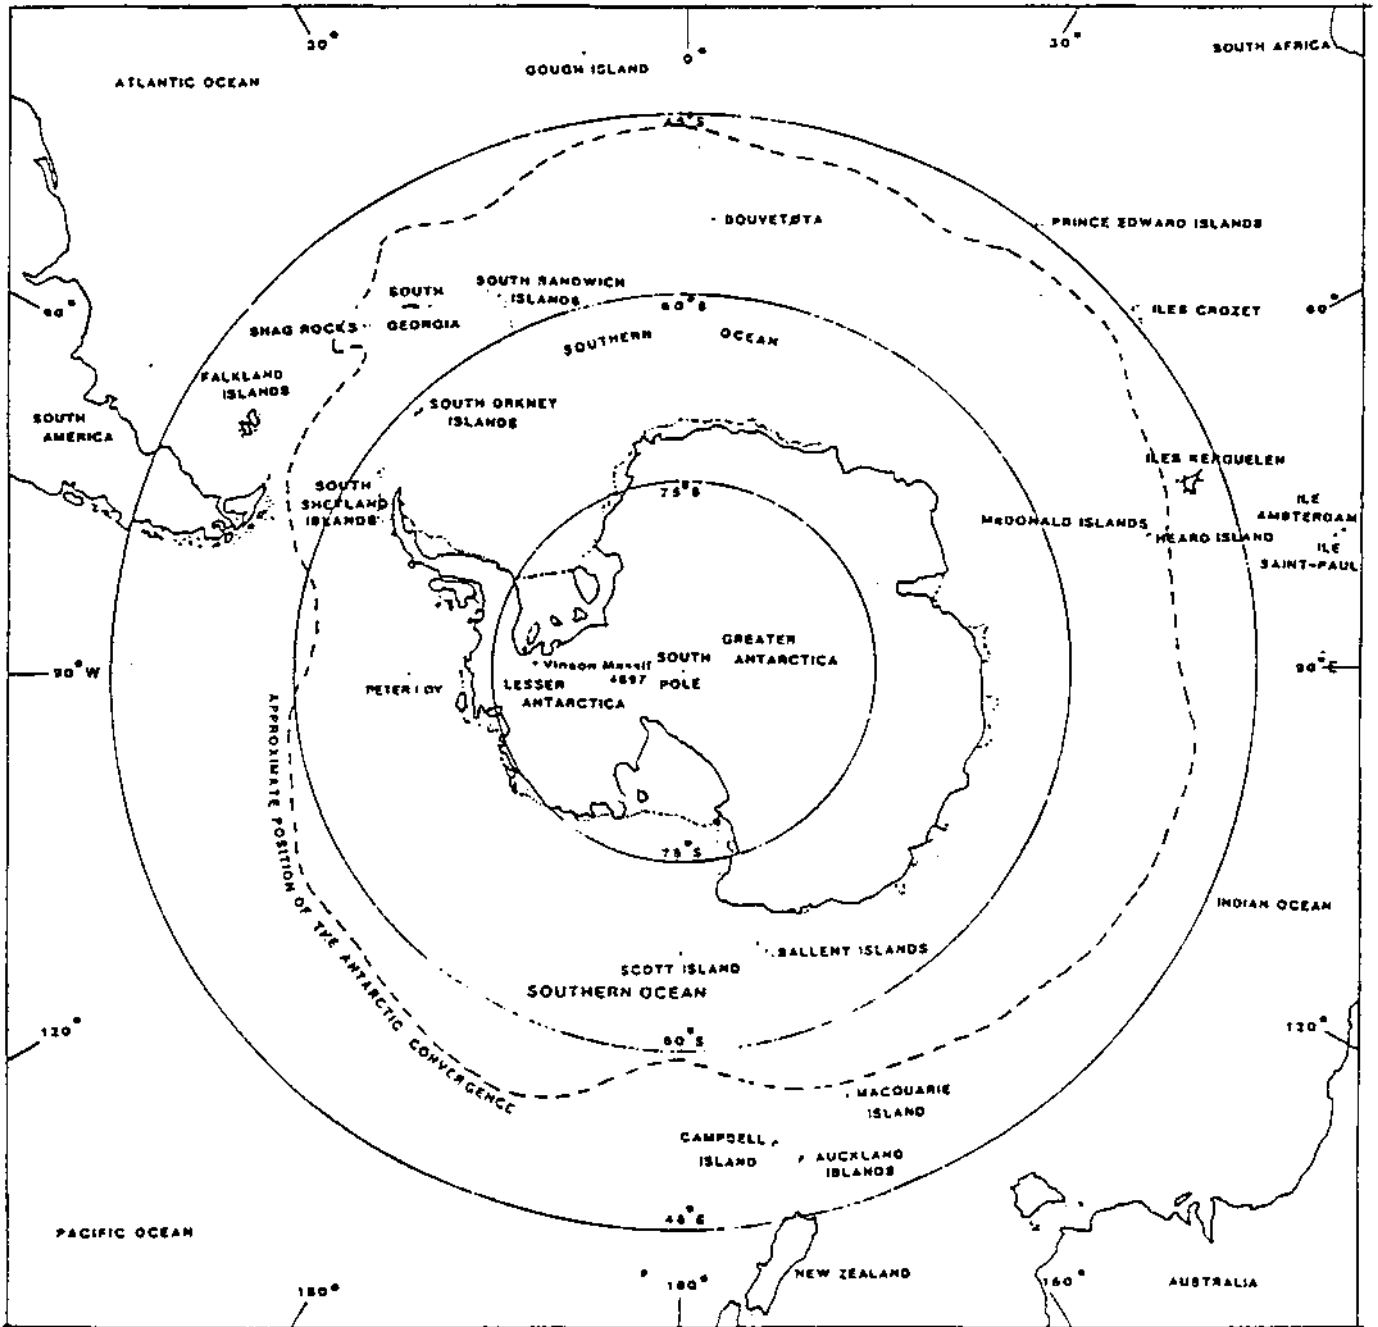 30°
0°
30°
SOUTH AFRICA
ATLANTIC OCEAN
GOUGH ISLAND
45°S
BOUVETØYA
PRINCE EDWARD ISLANDS
SOUTH SANDWICH
ISLANDS
SOUTH
GEORGIA
60°
60°S
ILES CROZET
60°
SHAG ROCKS
SOUTHERN OCEAN
FALKLAND
ISLANDS
SOUTH ORKNEY
ISLANDS
SOUTH
AMERICA
ILES KERGUELEN
SOUTH
SHETLAND
ISLANDS
75°S
ILE
AMSTERDAM
McDONALD ISLANDS
HEARD ISLAND
ILE
SAINT-PAUL
GREATER
ANTARCTICA
90°W
Vinson Massif
4897
SOUTH
POLE
90°E
PETER I ØY
LESSER
ANTARCTICA
APPROXIMATE POSITION OF THE ANTARCTIC CONVERGENCE
75°S
INDIAN OCEAN
BALLENY ISLANDS
SCOTT ISLAND
SOUTHERN OCEAN
120°
60°S
120°
MACQUARIE
ISLAND
CAMPBELL
ISLAND
AUCKLAND
ISLANDS
PACIFIC OCEAN
150°
180°
NEW ZEALAND
150°
AUSTRALIA